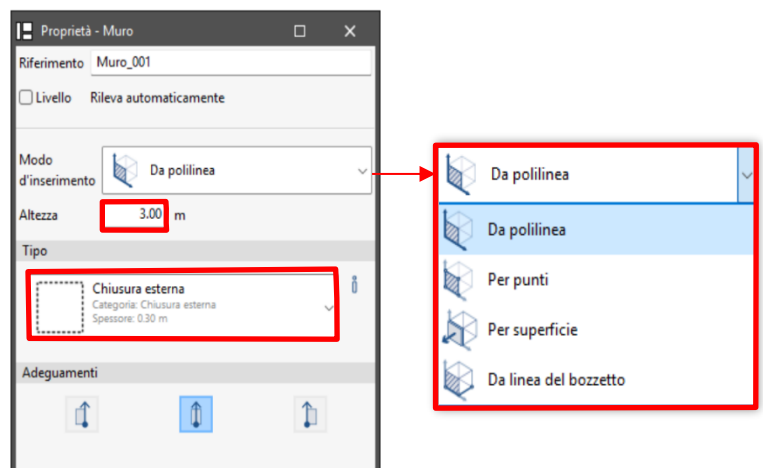 Proprietà - Muro
Riferimento Muro_001
Livello Rileva automaticamente
Modo
d'inserimento
Da polilinea
Altezza 3.00 m
Tipo
Chiusura esterna
Categoria: Chiusura esterna
Spessore: 0.30 m
Adeguamenti
Da polilinea
Da polilinea
Per punti
Per superficie
Da linea del bozzetto